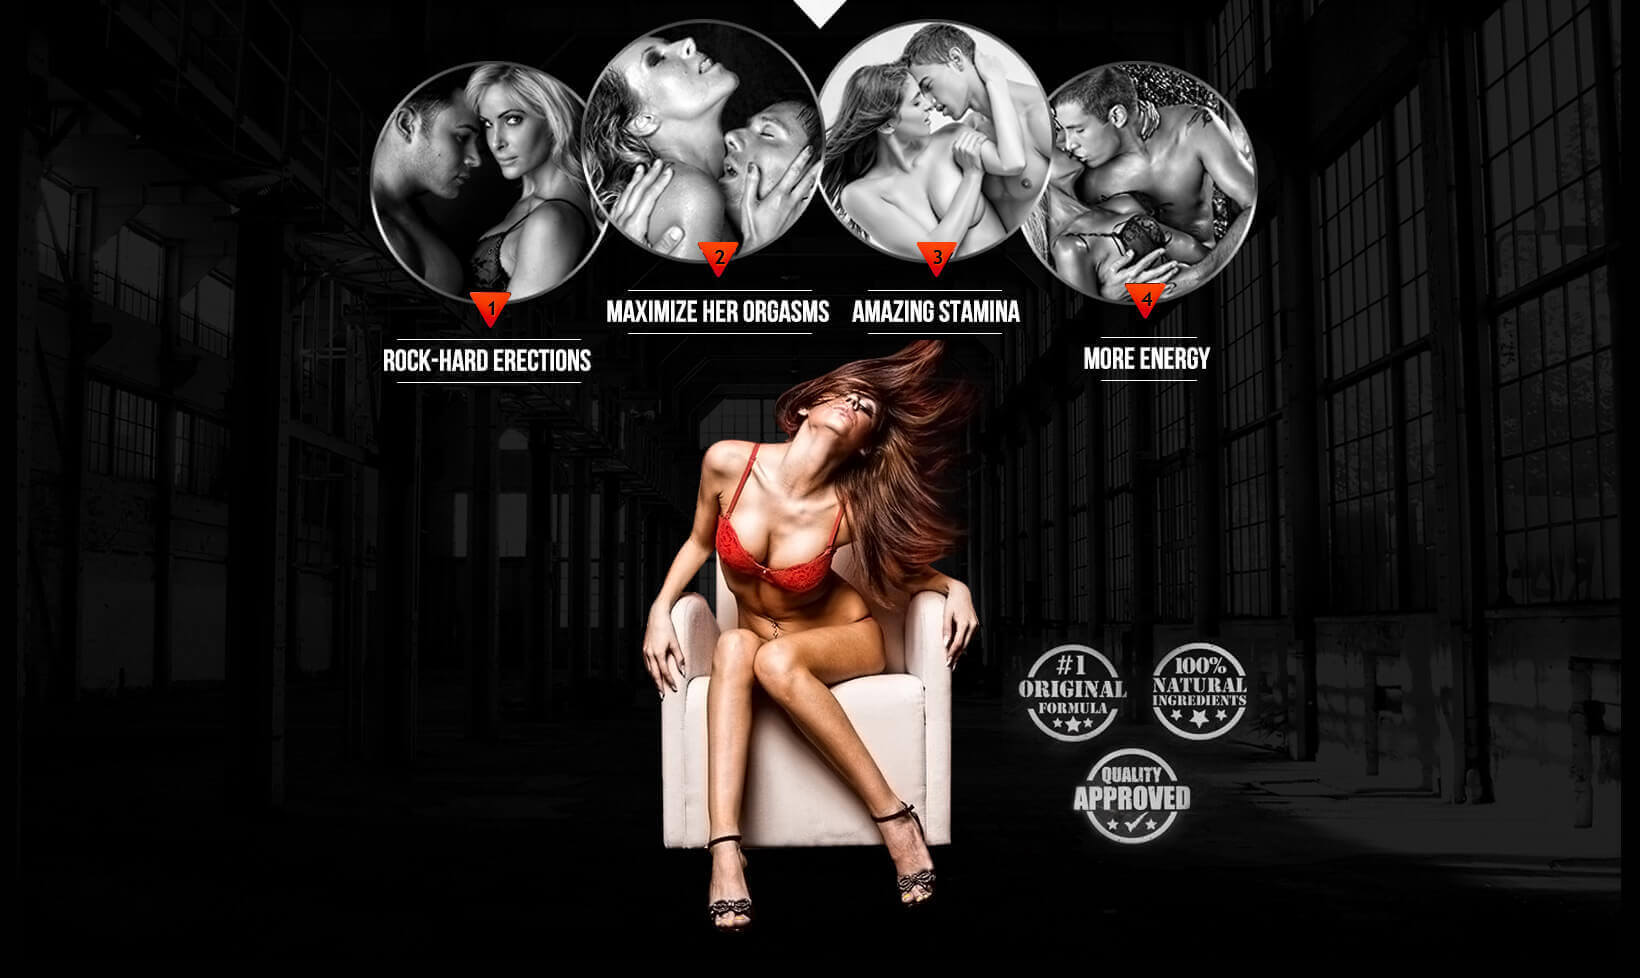 1
2
3
4
ROCK-HARD ERECTIONS
MAXIMIZE HER ORGASMS
AMAZING STAMINA
MORE ENERGY
#1
ORIGINAL
FORMULA
100%
NATURAL
INGREDIENTS
QUALITY
APPROVED